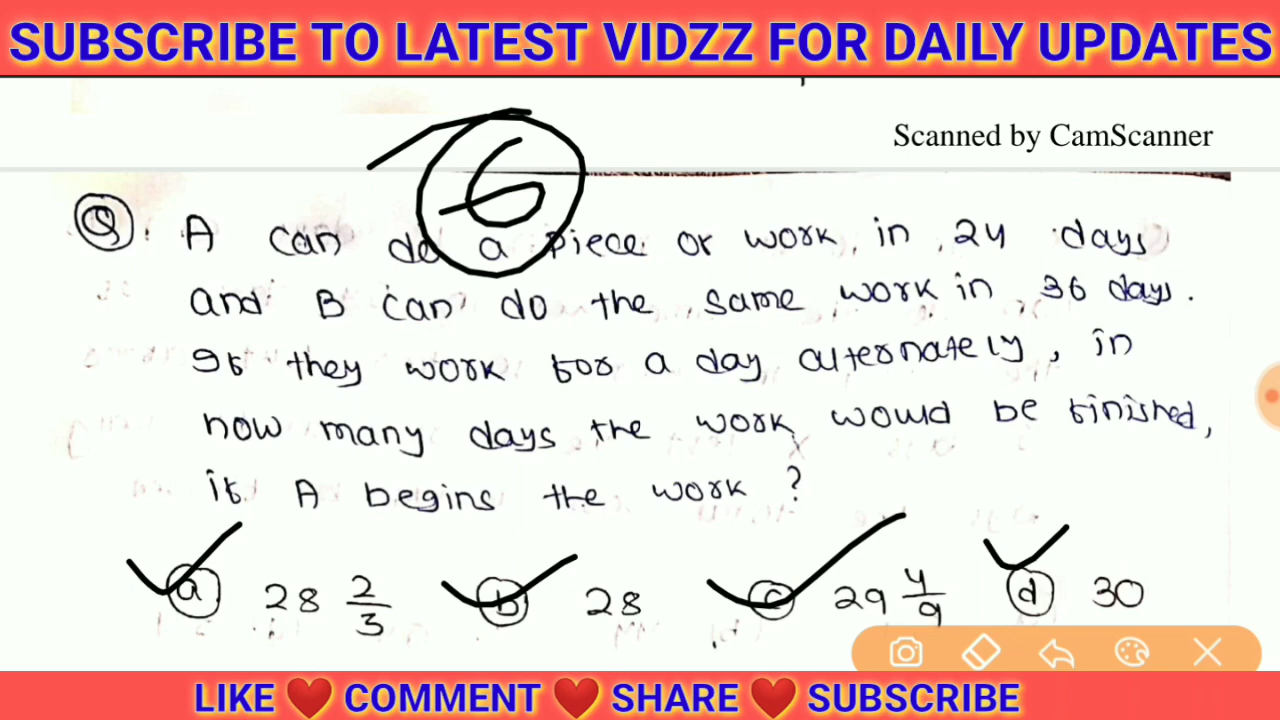 SUBSCRIBE TO LATEST VIDZZ FOR DAILY UPDATES
Scanned by CamScanner
6
Q. A can do a piece of work in 24 days
and B can do the same work in 36 days.
If they work for a day alternately, in
how many days the work would be finished,
if A begins the work ?
a 28 2/3 b 28 c 29 4/9 d 30
LIKE ❤ COMMENT ❤ SHARE ❤ SUBSCRIBE